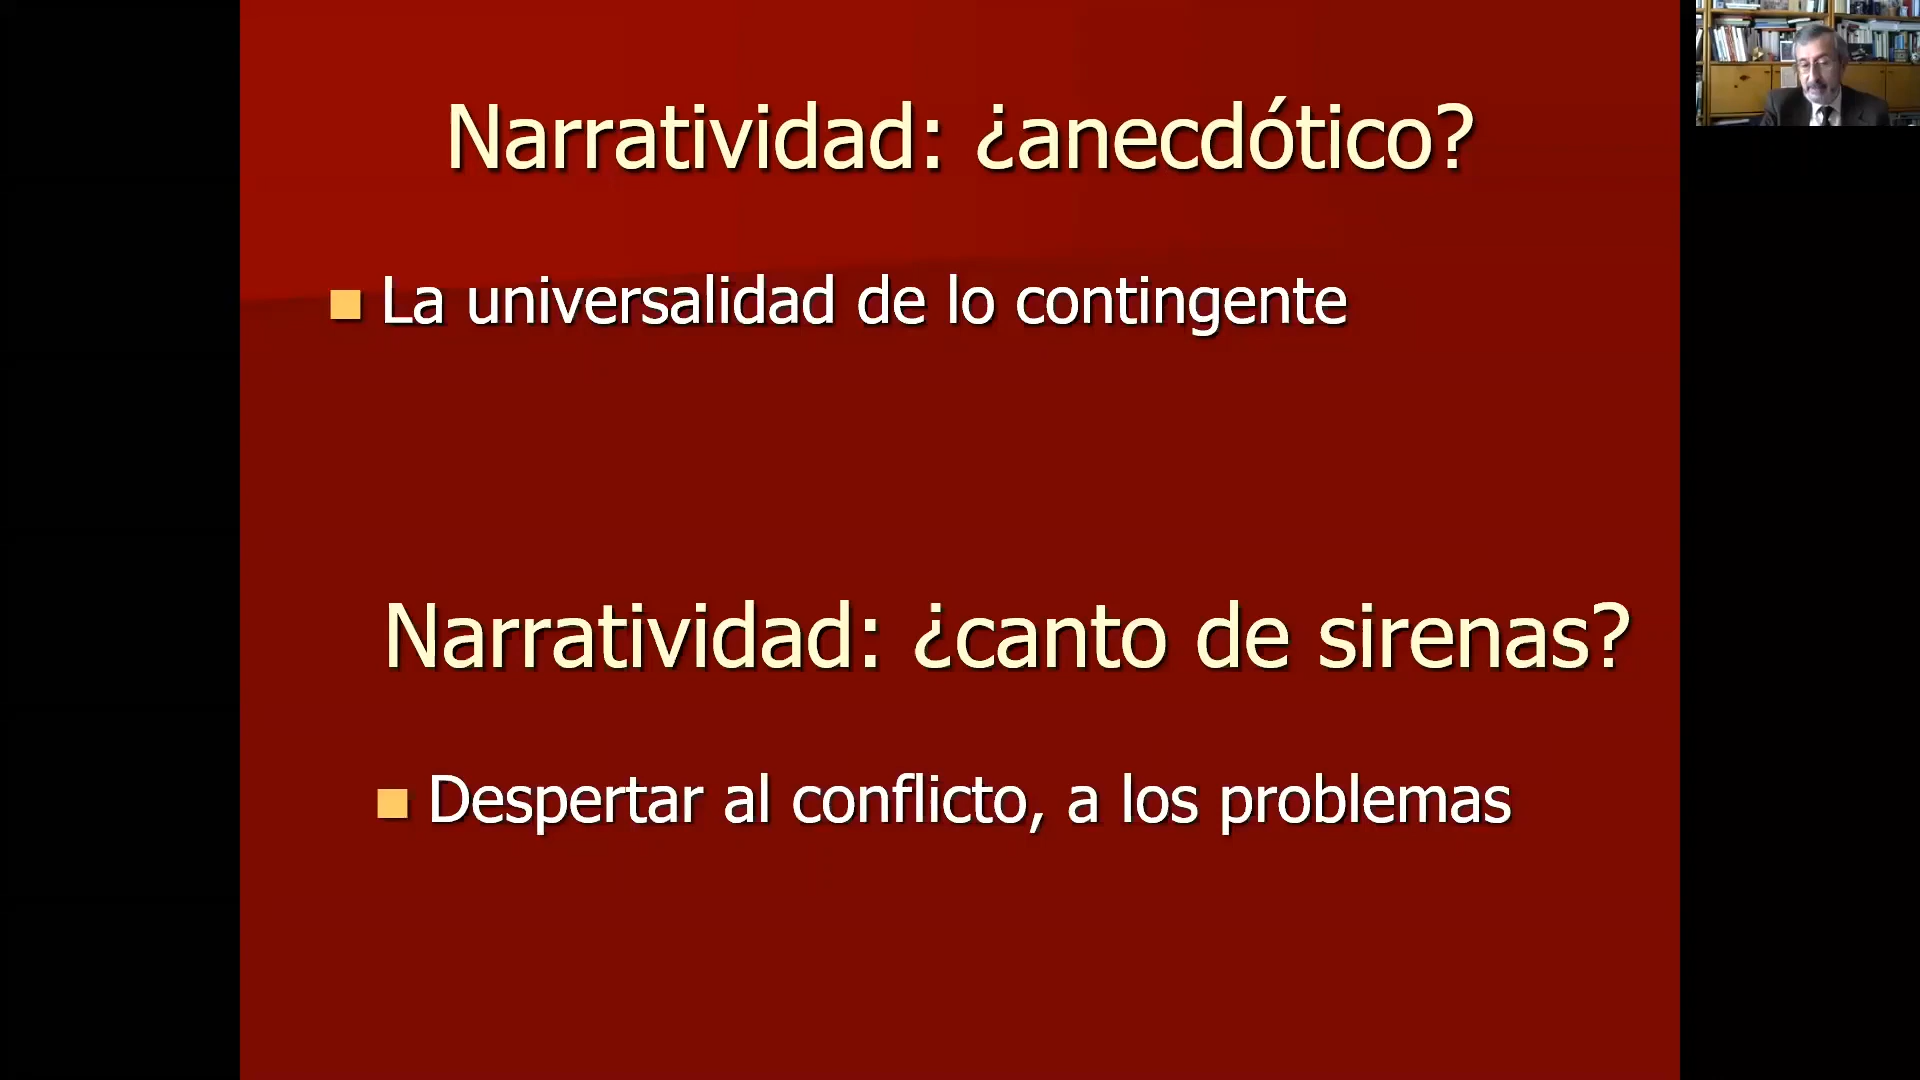 Narratividad: ¿anecdótico?
La universalidad de lo contingente
Narratividad: ¿canto de sirenas?
Despertar al conflicto, a los problemas